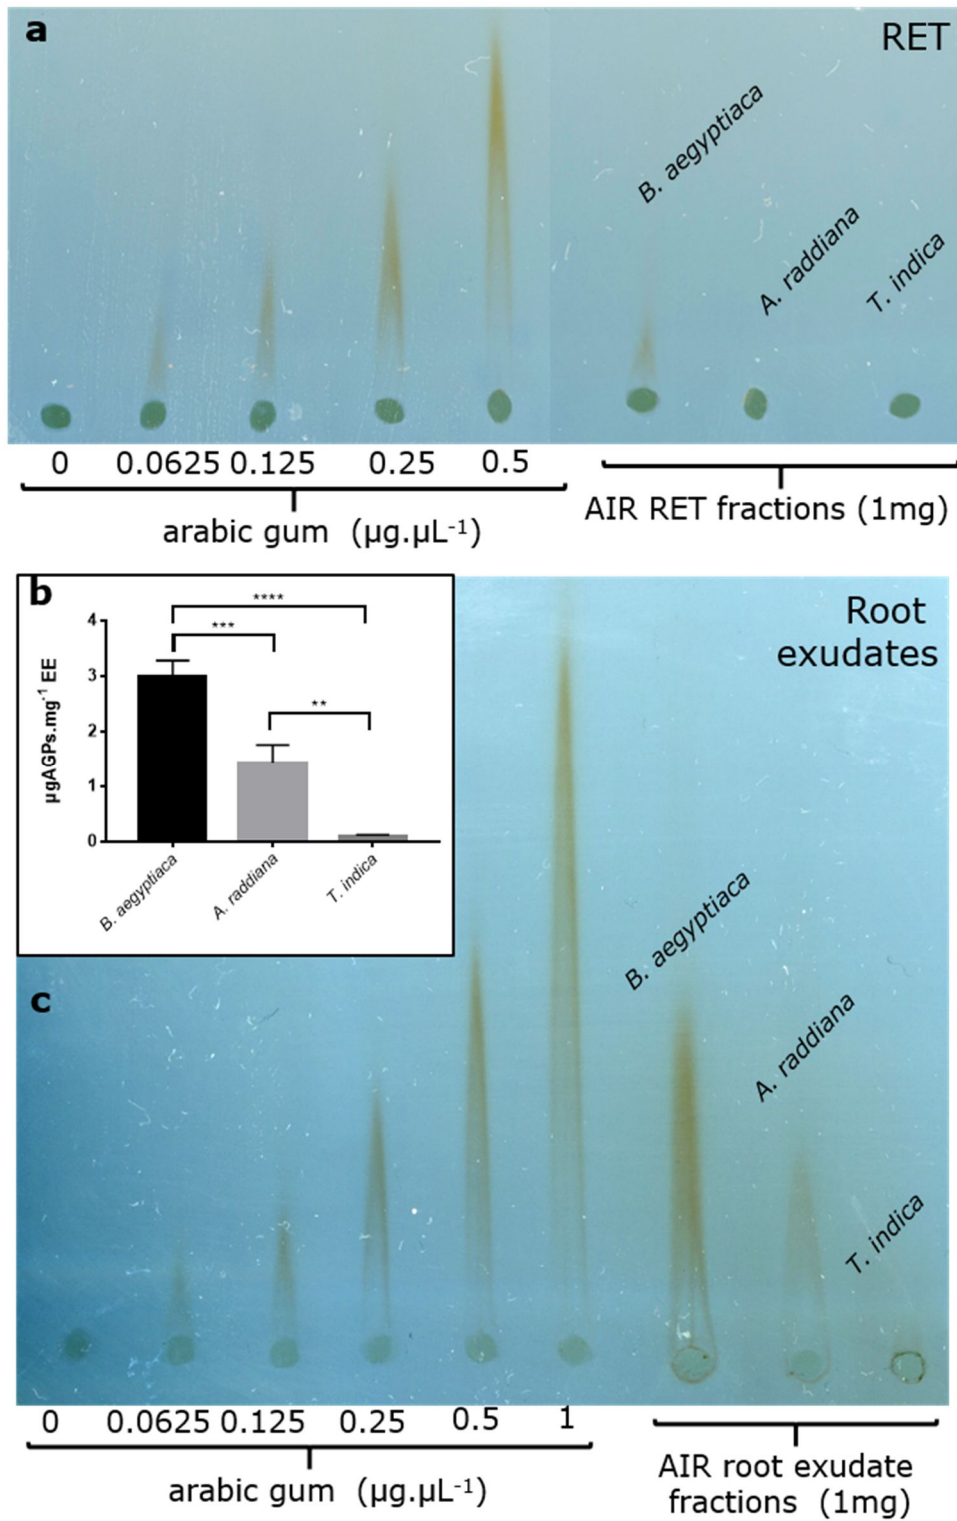 a
RET
B. aegyptiaca
A. raddiana
T. indica
0 0.0625 0.125 0.25 0.5
arabic gum (µg.µL⁻¹)
AIR RET fractions (1mg)
b
****
***
**
µgAGPs.mg⁻¹ EE
4
3
2
1
0
B. aegyptiaca
A. raddiana
T. indica
Root
exudates
c
B. aegyptiaca
A. raddiana
T. indica
0 0.0625 0.125 0.25 0.5 1
arabic gum (µg.µL⁻¹)
AIR root exudate
fractions (1mg)